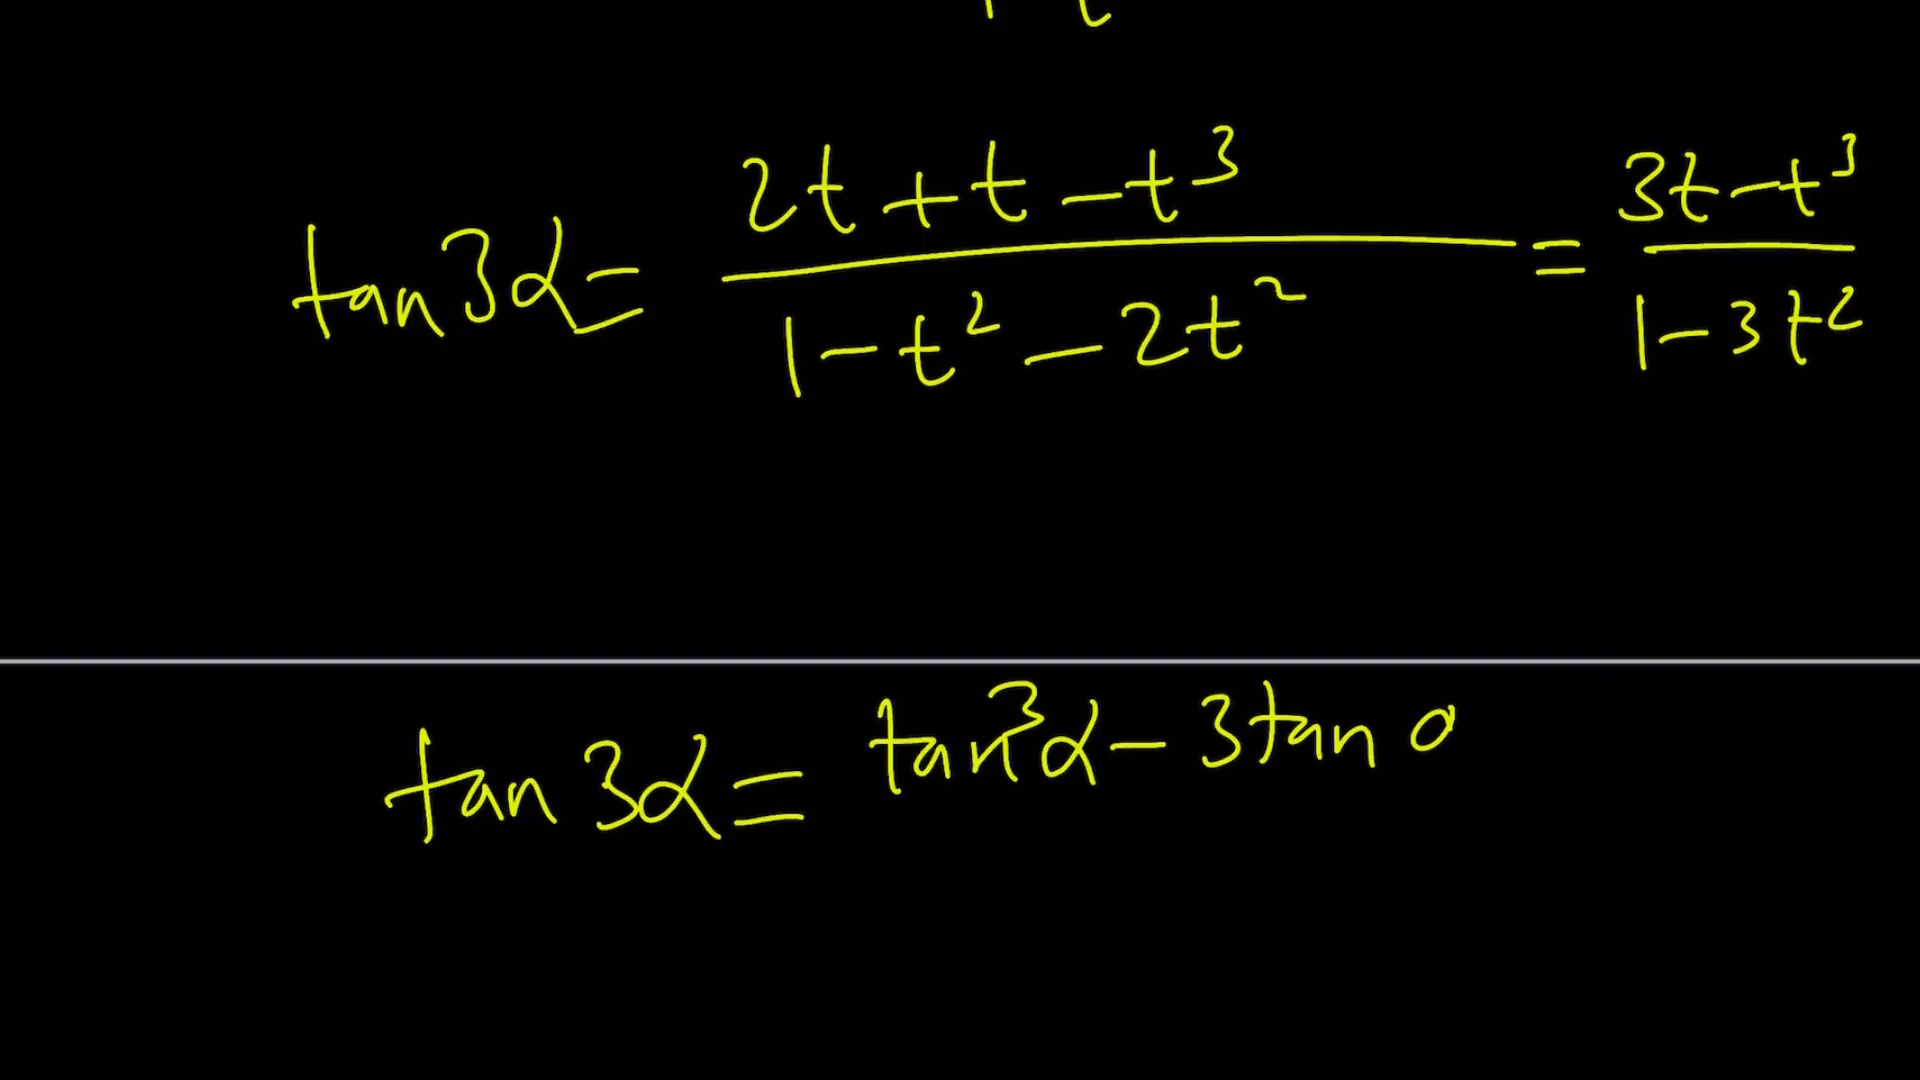 tan3α = (2t + t - t³)/(1 - t² - 2t²) = (3t - t³)/(1 - 3t²)
tan 3α = tan³α - 3tan